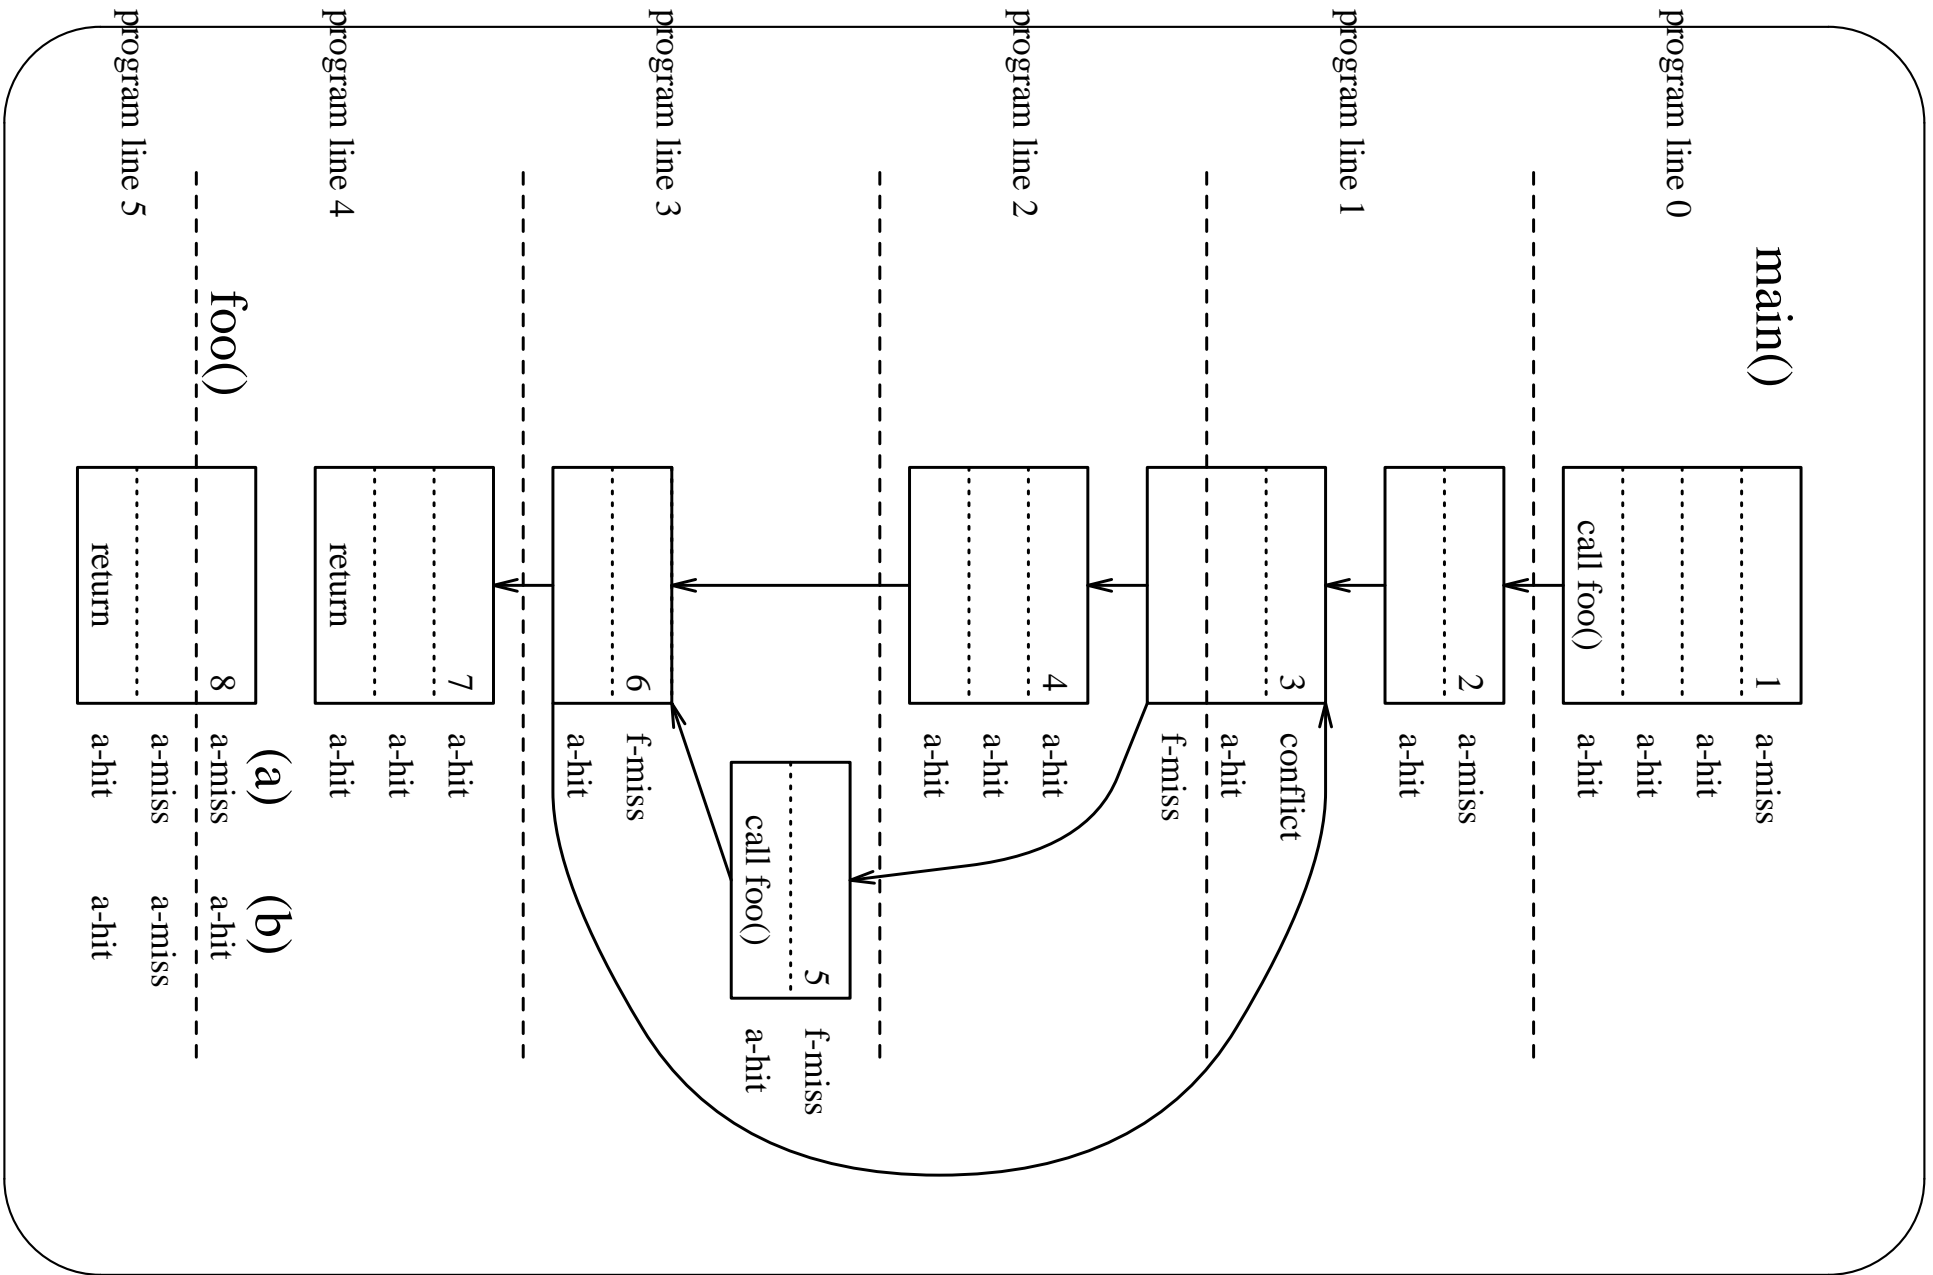 main()
program line 0
1
call foo()
a-miss
a-hit
a-hit
a-hit
program line 1
2
a-miss
a-hit
3
conflict
a-hit
f-miss
program line 2
4
a-hit
a-hit
a-hit
program line 3
5
call foo()
f-miss
a-hit
6
f-miss
a-hit
program line 4
7
return
a-hit
a-hit
a-hit
foo()
(a) (b)
8
a-miss a-hit
program line 5
a-miss a-miss
return
a-hit a-hit